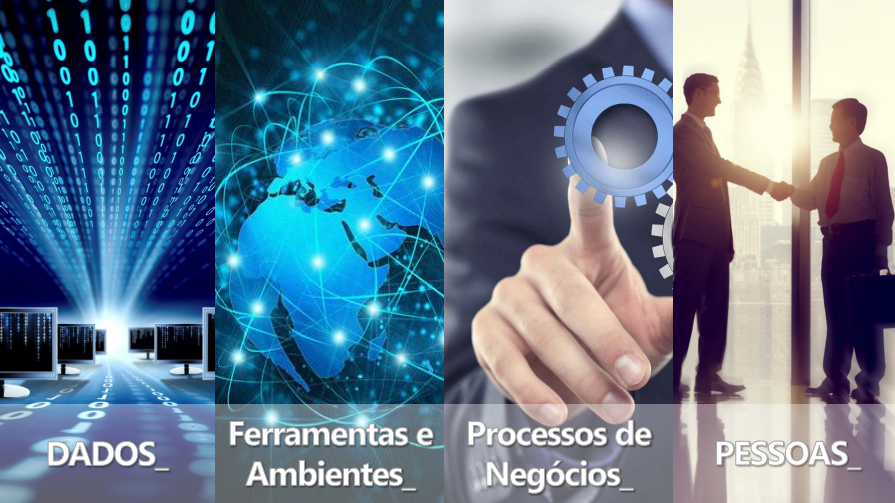 DADOS_
Ferramentas e
Ambientes_
Processos de
Negócios_
PESSOAS_